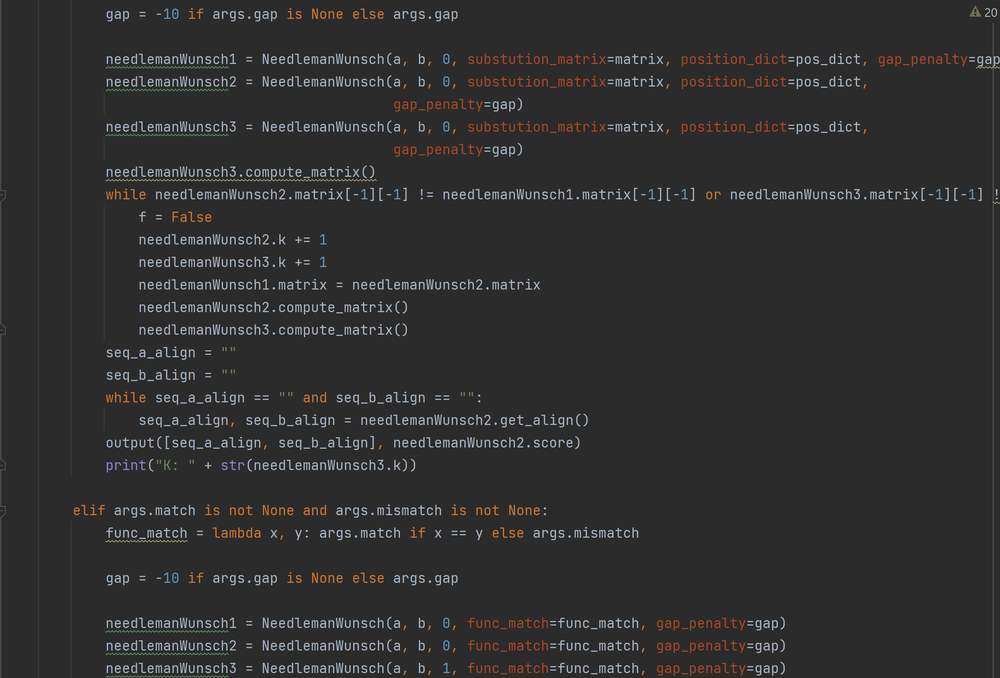 gap = -10 if args.gap is None else args.gap
20
needlemanWunsch1 = NeedlemanWunsch(a, b, 0, substution_matrix=matrix, position_dict=pos_dict, gap_penalty=gap
needlemanWunsch2 = NeedlemanWunsch(a, b, 0, substution_matrix=matrix, position_dict=pos_dict,
gap_penalty=gap)
needlemanWunsch3 = NeedlemanWunsch(a, b, 0, substution_matrix=matrix, position_dict=pos_dict,
gap_penalty=gap)
needlemanWunsch3.compute_matrix()
while needlemanWunsch2.matrix[-1][-1] != needlemanWunsch1.matrix[-1][-1] or needlemanWunsch3.matrix[-1][-1] !
f = False
needlemanWunsch2.k += 1
needlemanWunsch3.k += 1
needlemanWunsch1.matrix = needlemanWunsch2.matrix
needlemanWunsch2.compute_matrix()
needlemanWunsch3.compute_matrix()
seq_a_align = ""
seq_b_align = ""
while seq_a_align == "" and seq_b_align == "":
seq_a_align, seq_b_align = needlemanWunsch2.get_align()
output([seq_a_align, seq_b_align], needlemanWunsch2.score)
print("K: " + str(needlemanWunsch3.k))
elif args.match is not None and args.mismatch is not None:
func_match = lambda x, y: args.match if x == y else args.mismatch
gap = -10 if args.gap is None else args.gap
needlemanWunsch1 = NeedlemanWunsch(a, b, 0, func_match=func_match, gap_penalty=gap)
needlemanWunsch2 = NeedlemanWunsch(a, b, 0, func_match=func_match, gap_penalty=gap)
needlemanWunsch3 = NeedlemanWunsch(a, b, 1, func_match=func_match, gap_penalty=gap)